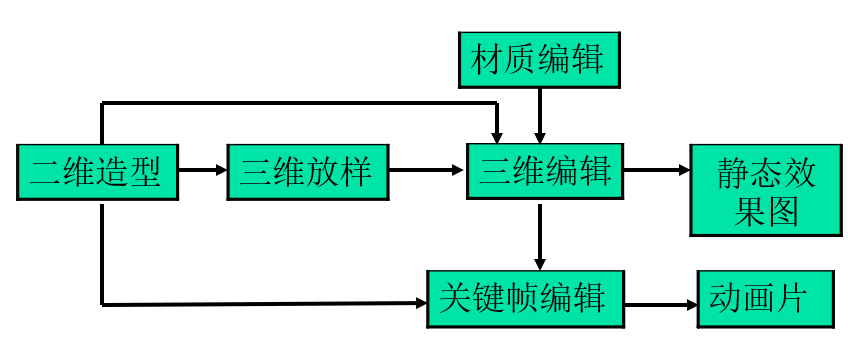 材质编辑
二维造型
三维放样
三维编辑
静态效
果图
关键帧编辑
动画片